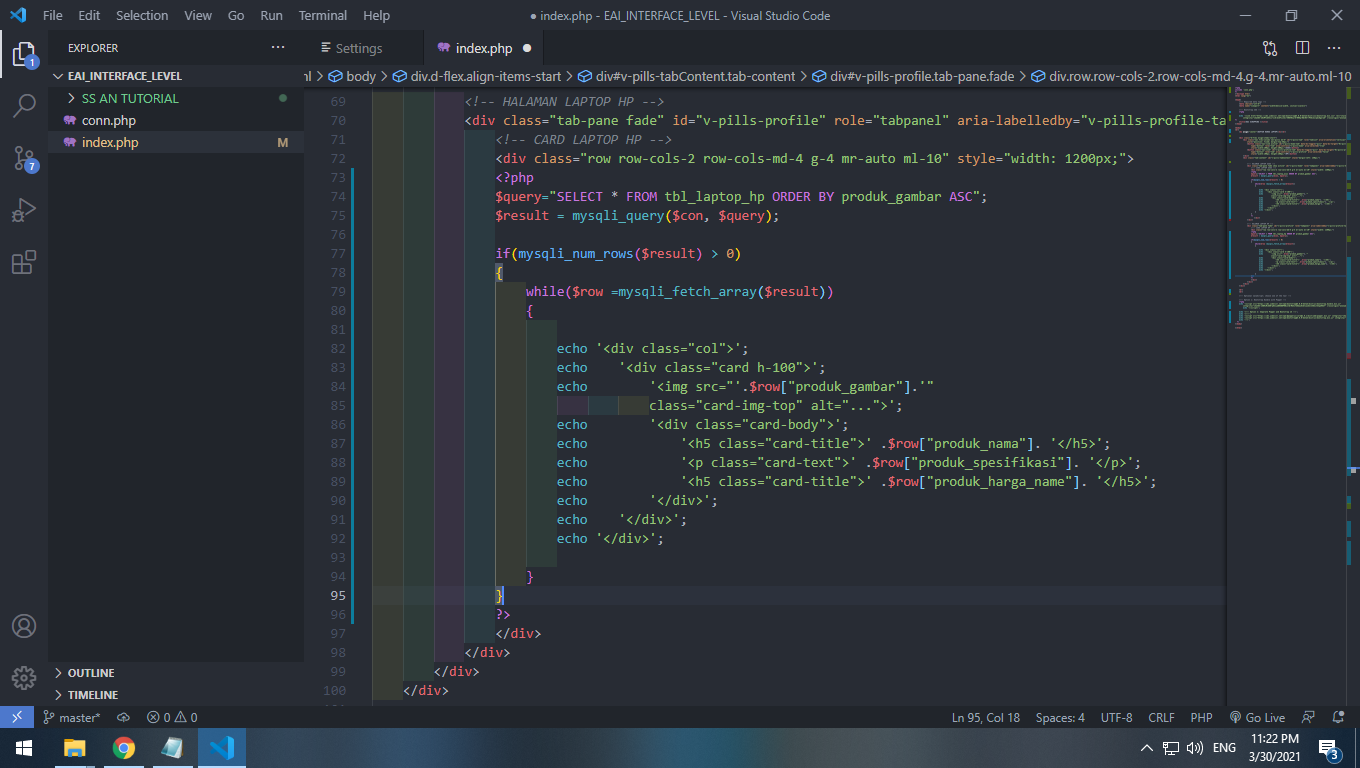 File Edit Selection View Go Run Terminal Help
● index.php - EAI_INTERFACE_LEVEL - Visual Studio Code
EXPLORER ...
Settings
index.php ●
1
EAI_INTERFACE_LEVEL
SS AN TUTORIAL
conn.php
index.php M
7
OUTLINE
TIMELINE
nl > body > div.d-flex.align-items-start > div#v-pills-tabContent.tab-content > div#v-pills-profile.tab-pane.fade > div.row.row-cols-2.row-cols-md-4.g-4.mr-auto.ml-10
69 <!-- HALAMAN LAPTOP HP -->
70 <div class="tab-pane fade" id="v-pills-profile" role="tabpanel" aria-labelledby="v-pills-profile-ta
71 <!-- CARD LAPTOP HP -->
72 <div class="row row-cols-2 row-cols-md-4 g-4 mr-auto ml-10" style="width: 1200px;">
73 <?php
74 $query="SELECT * FROM tbl_laptop_hp ORDER BY produk_gambar ASC";
75 $result = mysqli_query($con, $query);
76
77 if(mysqli_num_rows($result) > 0)
78 {
79 while($row =mysqli_fetch_array($result))
80 {
81
82 echo '<div class="col">';
83 echo '<div class="card h-100">';
84 echo '<img src="'.$row["produk_gambar"].'"
85 class="card-img-top" alt="...">';
86 echo '<div class="card-body">';
87 echo '<h5 class="card-title">' .$row["produk_nama"]. '</h5>';
88 echo '<p class="card-text">' .$row["produk_spesifikasi"]. '</p>';
89 echo '<h5 class="card-title">' .$row["produk_harga_name"]. '</h5>';
90 echo '</div>';
91 echo '</div>';
92 echo '</div>';
93
94 }
95 }
96 ?>
97 </div>
98 </div>
99 </div>
100 </div>
master* 0 0
Ln 95, Col 18 Spaces: 4 UTF-8 CRLF PHP Go Live
ENG
11:22 PM
3/30/2021
3